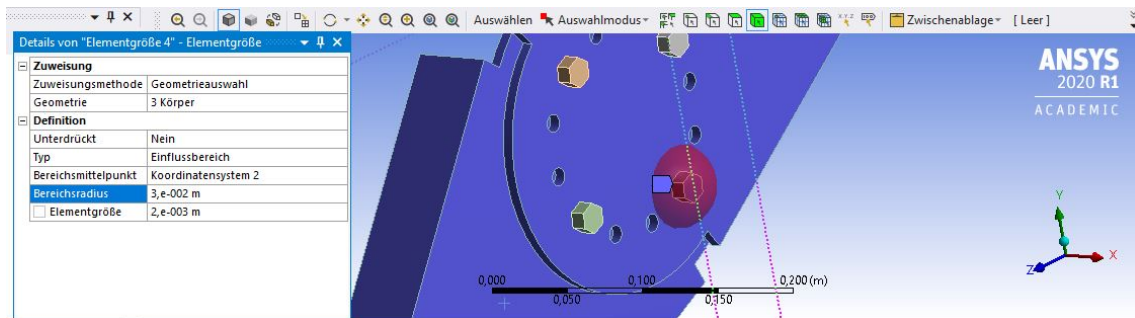 Auswählen Auswahlmodus Zwischenablage [ Leer ]
Details von "Elementgröße 4" - Elementgröße
Zuweisung
Zuweisungsmethode Geometrieauswahl
Geometrie 3 Körper
Definition
Unterdrückt Nein
Typ Einflussbereich
Bereichsmittelpunkt Koordinatensystem 2
Bereichsradius 3,e-002 m
Elementgröße 2,e-003 m
ANSYS
2020 R1
ACADEMIC
Y
X
Z
0,000 0,100 0,200 (m)
0,050 0,150